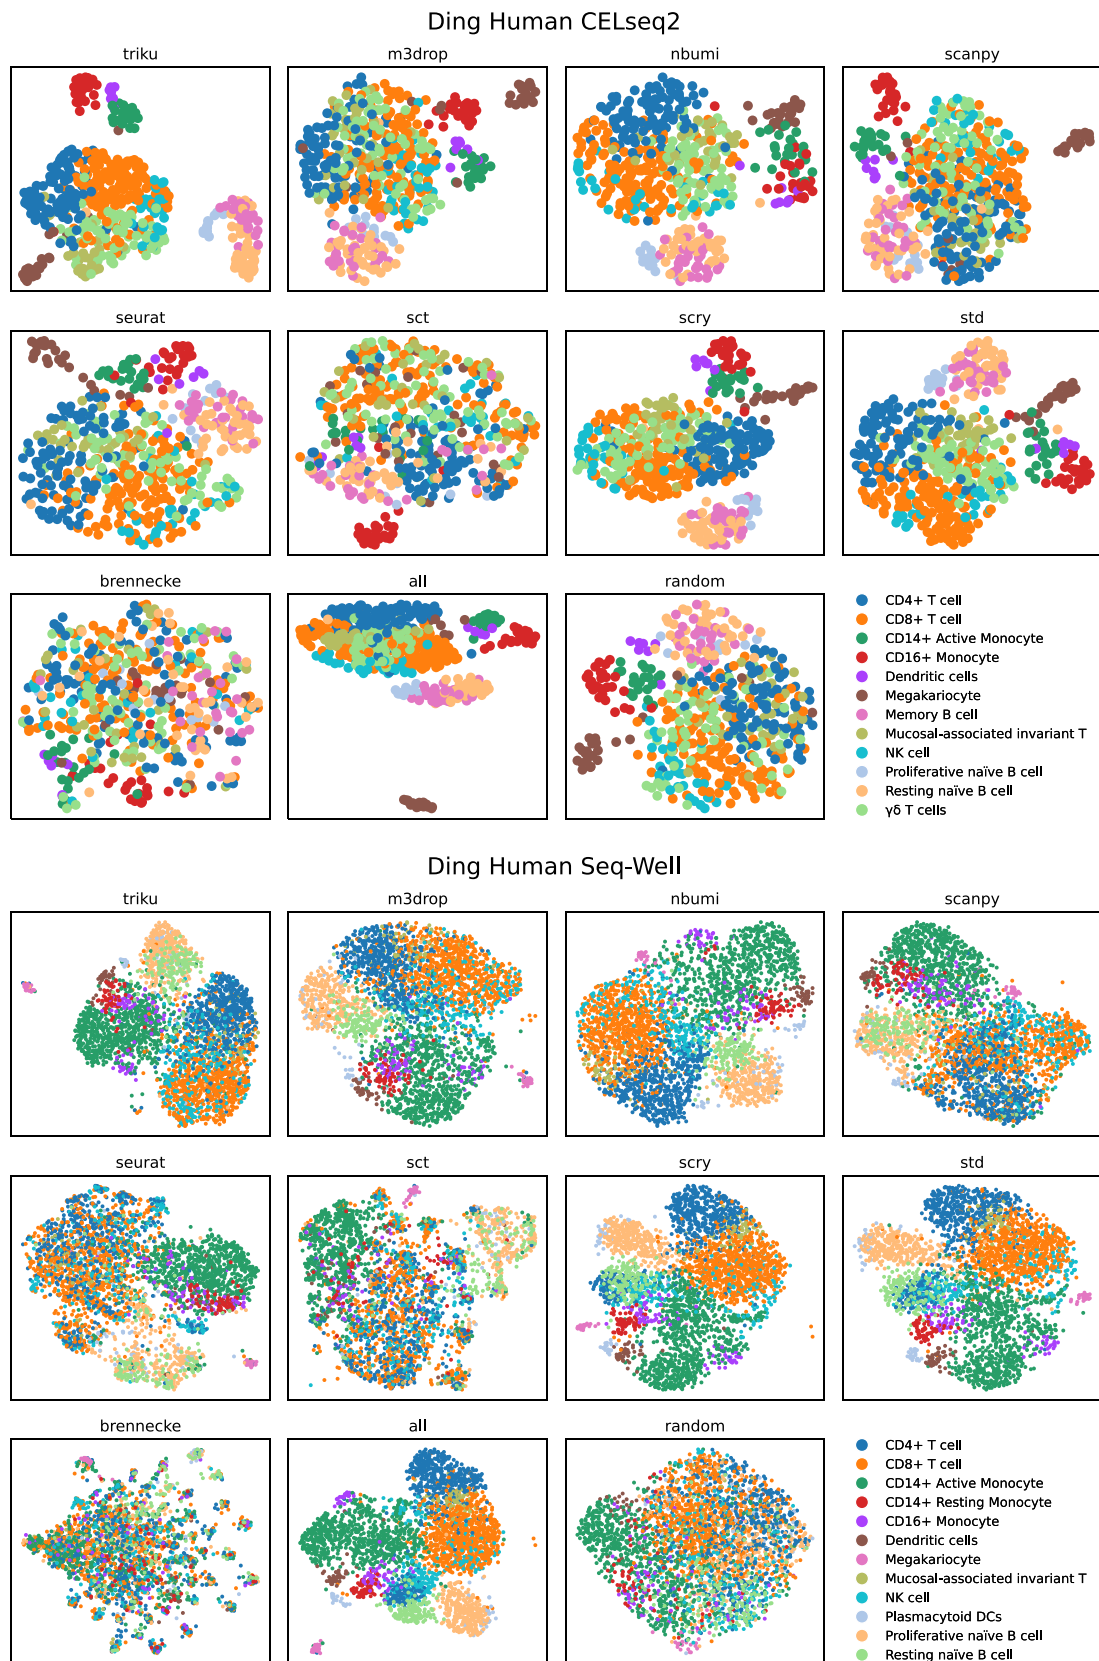 Ding Human CELseq2
triku
m3drop
nbumi
scanpy
seurat
sct
scry
std
brennecke
all
random
CD4+ T cell
CD8+ T cell
CD14+ Active Monocyte
CD16+ Monocyte
Dendritic cells
Megakariocyte
Memory B cell
Mucosal-associated invariant T
NK cell
Proliferative naïve B cell
Resting naïve B cell
γδ T cells
Ding Human Seq-Well
triku
m3drop
nbumi
scanpy
seurat
sct
scry
std
brennecke
all
random
CD4+ T cell
CD8+ T cell
CD14+ Active Monocyte
CD14+ Resting Monocyte
CD16+ Monocyte
Dendritic cells
Megakariocyte
Mucosal-associated invariant T
NK cell
Plasmacytoid DCs
Proliferative naïve B cell
Resting naïve B cell